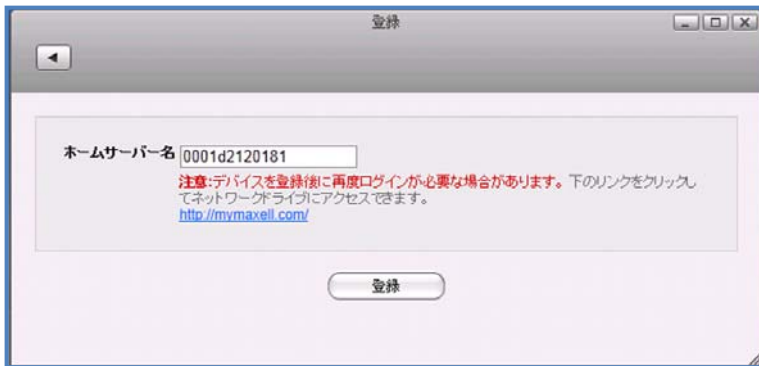 登録
ホームサーバー名 0001d2120181
注意:デバイスを登録後に再度ログインが必要な場合があります。下のリンクをクリックし
てネットワークドライブにアクセスできます。
http://mymaxell.com/
登録